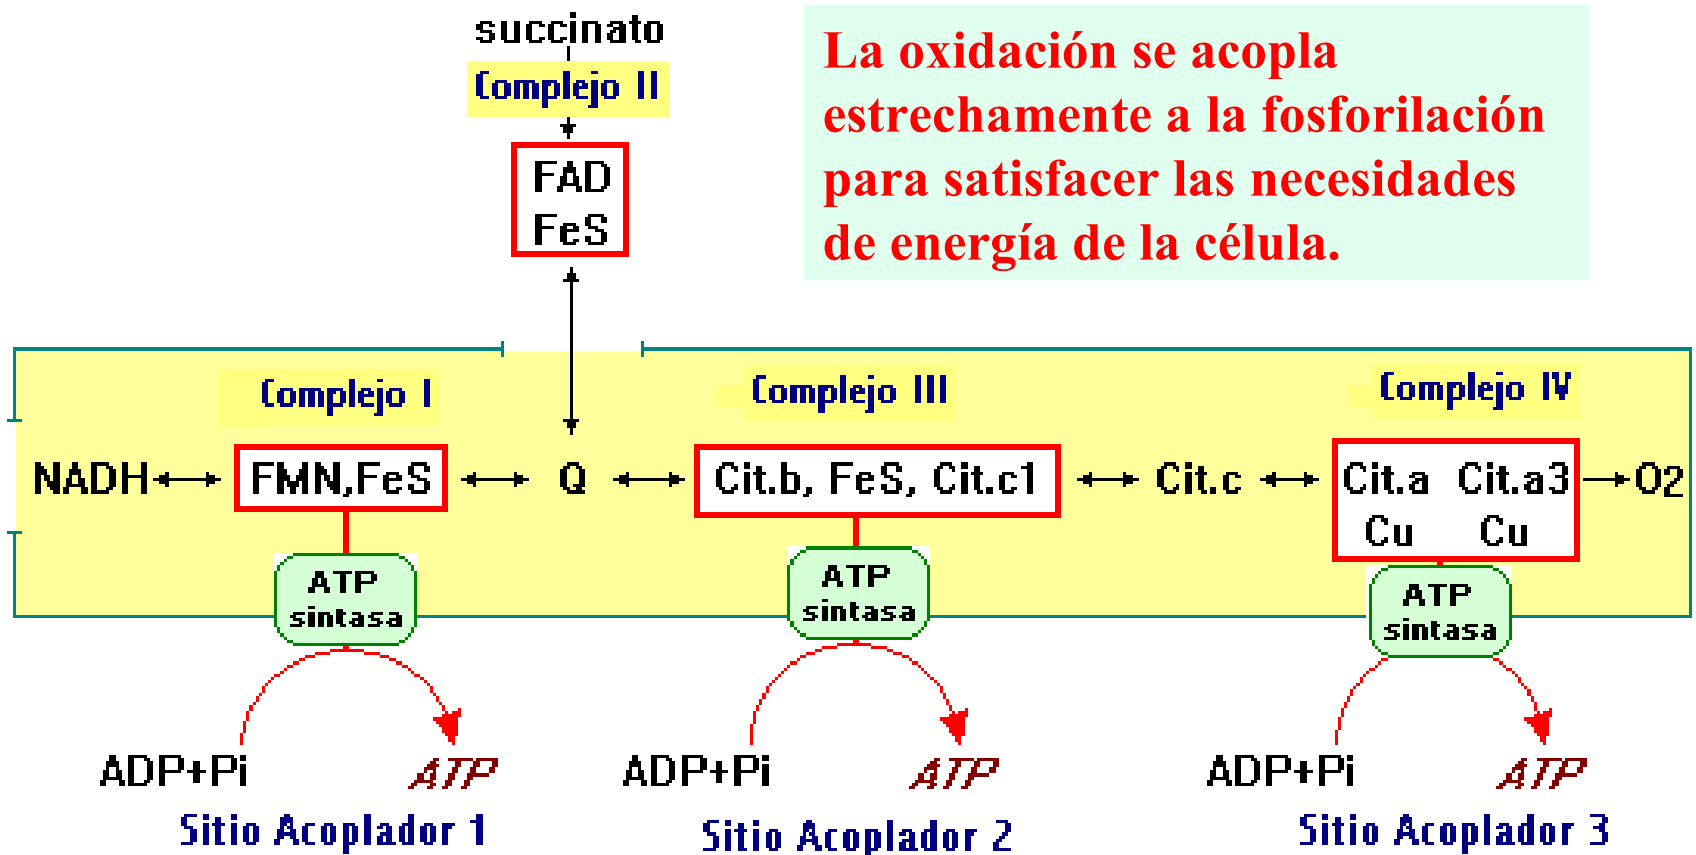 succinato
Complejo II
FAD
FeS
La oxidación se acopla
estrechamente a la fosforilación
para satisfacer las necesidades
de energía de la célula.
Complejo I
Complejo III
Complejo IV
NADH
FMN,FeS
Q
Cit.b, FeS, Cit.c1
Cit.c
Cit.a Cit.a3
Cu Cu
O2
ATP
sintasa
ATP
sintasa
ATP
sintasa
ADP+Pi
ATP
ADP+Pi
ATP
ADP+Pi
ATP
Sitio Acoplador 1
Sitio Acoplador 2
Sitio Acoplador 3